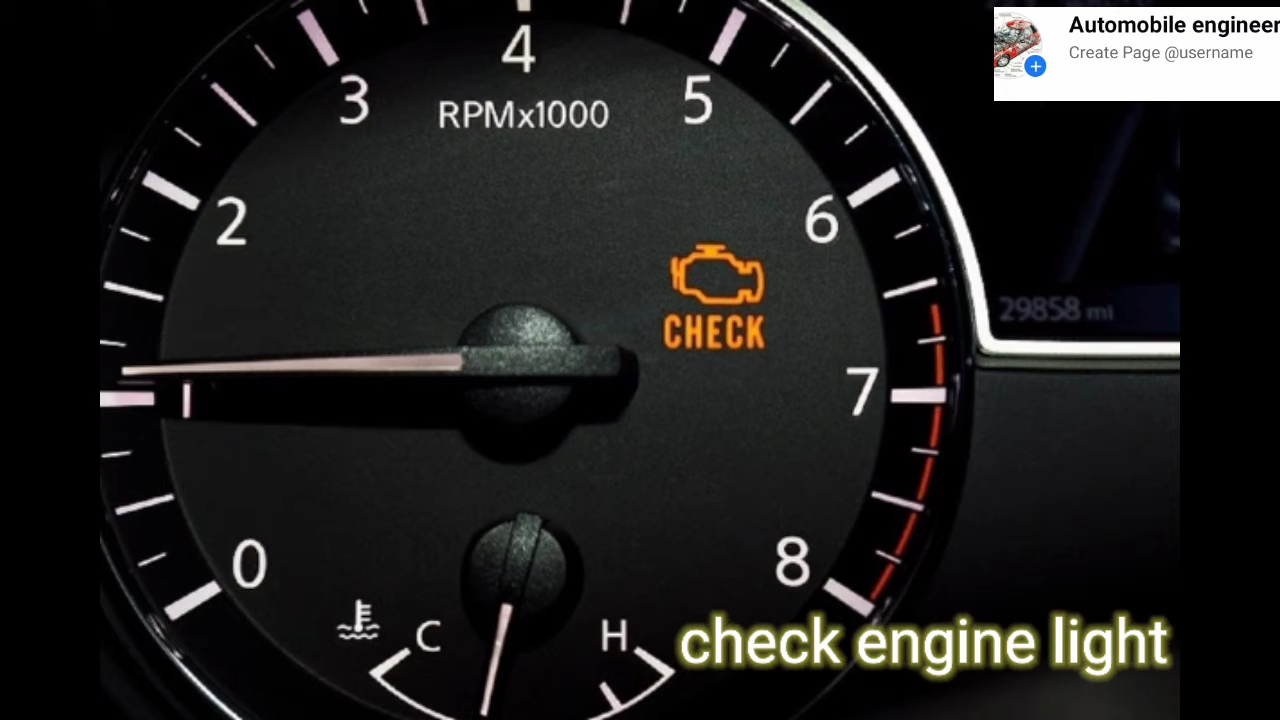 Automobile engineer
Create Page @username
4
3
5
RPMx1000
2
6
CHECK
29858 mi
7
0
8
C
H
check engine light